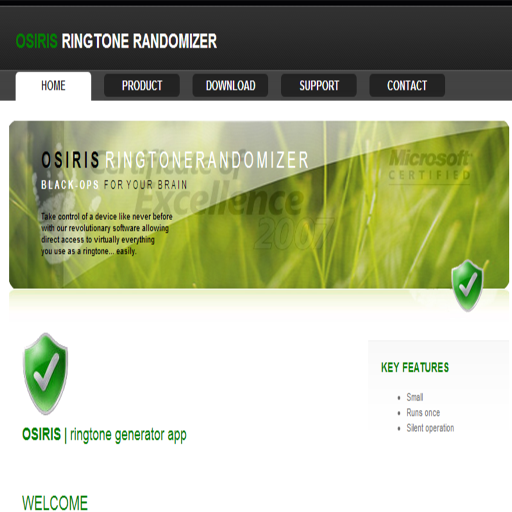 OSIRIS RINGTONE RANDOMIZER
HOME PRODUCT DOWNLOAD SUPPORT CONTACT
Certificate of
Excellence
2007
Microsoft
CERTIFIED
OSIRIS RINGTONERANDOMIZER
BLACK-OPS FOR YOUR BRAIN
Take control of a device like never before
with our revolutionary software allowing
direct access to virtually everything
you use as a ringtone... easily.
OSIRIS | ringtone generator app
KEY FEATURES
Small
Runs once
Silent operation
WELCOME